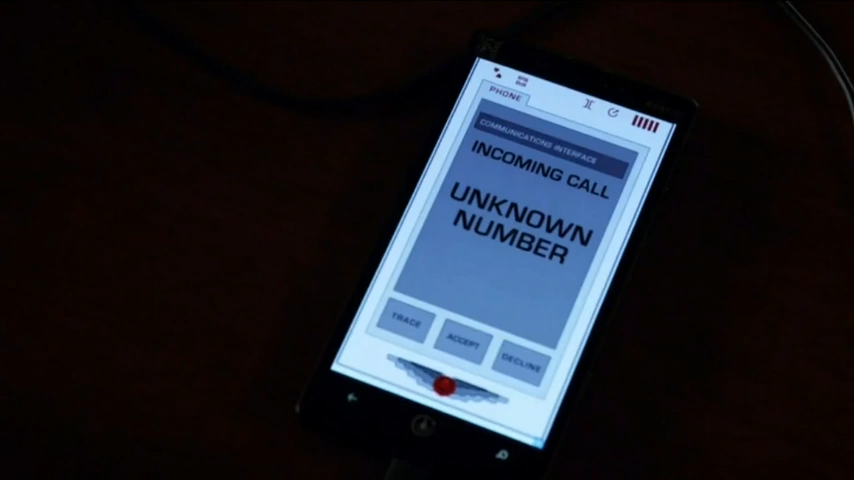 PHONE
COMMUNICATIONS INTERFACE
INCOMING CALL
UNKNOWN
NUMBER
TRACE
ACCEPT
DECLINE